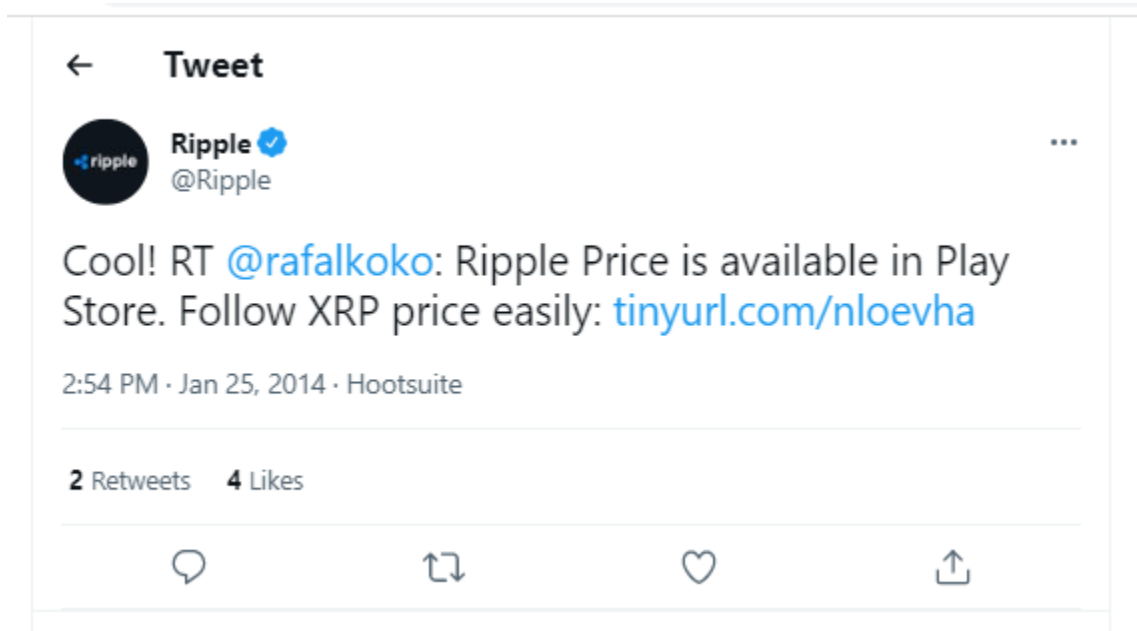 Tweet
ripple
Ripple
@Ripple
Cool! RT @rafalkoko: Ripple Price is available in Play
Store. Follow XRP price easily: tinyurl.com/nloevha
2:54 PM · Jan 25, 2014 · Hootsuite
2 Retweets 4 Likes